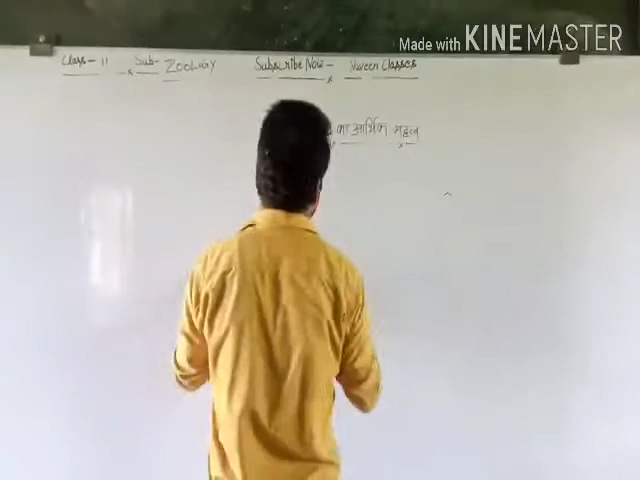 Made with KINEMASTER
Class- 11 Sub- ZOOLOGY Subscribe Now- Naveen Classes
का आर्थिक महत्व